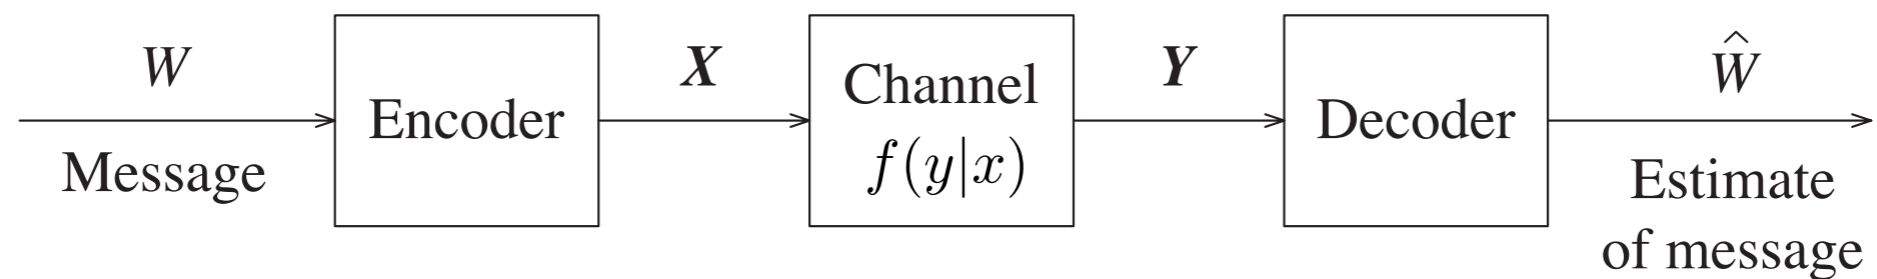 W
Message
Encoder
X
Channel
f(y|x)
Y
Decoder
Ŵ
Estimate
of message